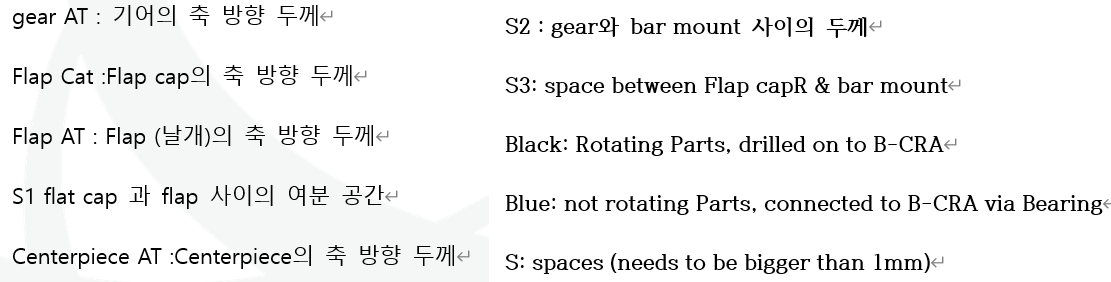 gear AT : 기어의 축 방향 두께
Flap Cat :Flap cap의 축 방향 두께
Flap AT : Flap (날개)의 축 방향 두께
S1 flat cap 과 flap 사이의 여분 공간
Centerpiece AT :Centerpiece의 축 방향 두께
S2 : gear와 bar mount 사이의 두께
S3: space between Flap capR & bar mount
Black: Rotating Parts, drilled on to B-CRA
Blue: not rotating Parts, connected to B-CRA via Bearing
S: spaces (needs to be bigger than 1mm)